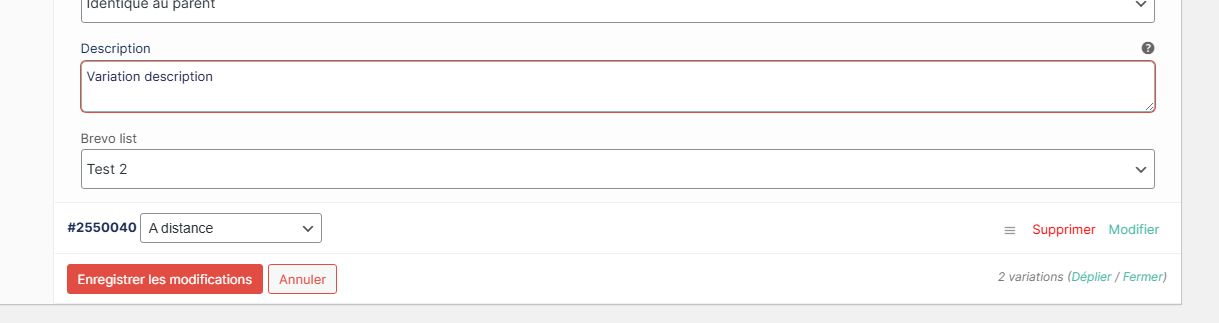 Identique au parent
Description
Variation description
Brevo list
Test 2
#2550040 A distance Supprimer Modifier
Enregistrer les modifications Annuler 2 variations (Déplier / Fermer)